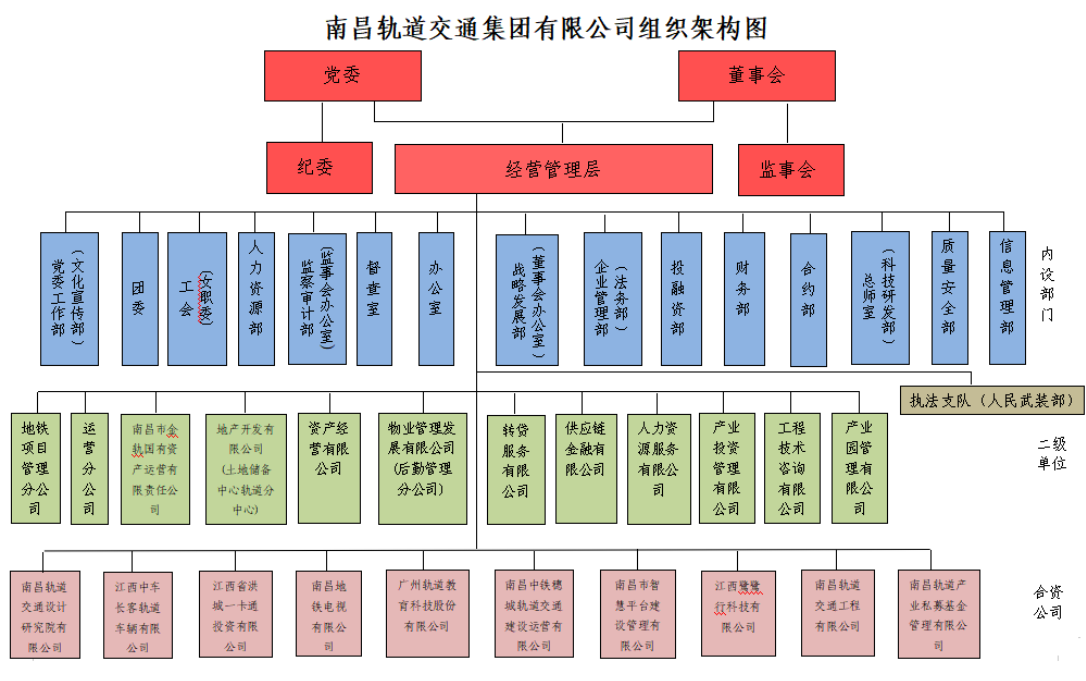 南昌轨道交通集团有限公司组织架构图
党委
董事会
纪委
经营管理层
监事会
党委工作部
（文化宣传部）
团委
工会
（女职委）
人力资源部
监察审计部
（监事会办公室）
督查室
办公室
战略发展部
（董事会办公室）
企业管理部
（法务部）
投融资部
财务部
合约部
总师室
（科技研发部）
质量安全部
信息管理部
内设部门
执法支队（人民武装部）
地铁
项目
管理
分公
司
运
营
分
公
司
南昌市金
轨国有资
产运营有
限责任公
司
地产开发有
限公司
(土地储备
中心轨道分
中心)
资产经
营有限
公司
物业管理发
展有限公司
(后勤管理
分公司)
转贷
服务
有限
公司
供应链
金融有
限公司
人力资
源服务
有限公
司
产业
投资
管理
有限
公司
工程
技术
咨询
有限
公司
产业
园管
理有
限公
司
二级
单位
南昌轨道
交通设计
研究院有
限公司
江西中车
长客轨道
车辆有限
公司
江西省洪
城一卡通
投资有限
公司
南昌地
铁电视
有限公
司
广州轨道教
育科技股份
有限公司
南昌中铁穗
城轨道交通
建设运营有
限公司
南昌市智
慧平台建
设管理有
限公司
江西鹭鹭
行科技有
限公司
南昌轨道
交通工程
有限公司
南昌轨道产
业私募基金
管理有限公
司
合资
公司